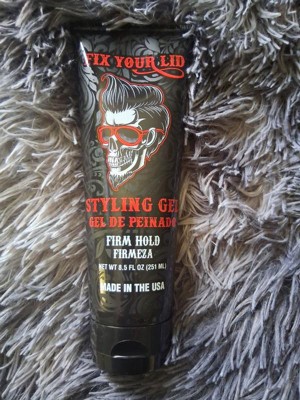 FIX YOUR LID
STYLING GEL
GEL DE PEINADO
FIRM HOLD
FIRMEZA
NET WT 8.5 FL OZ (251 ML)
MADE IN THE USA